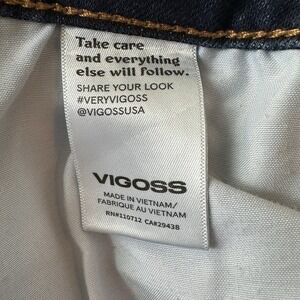 Take care
and everything
else will follow.
SHARE YOUR LOOK
#VERYVIGOSS
@VIGOSSUSA
VIGOSS
MADE IN VIETNAM/
FABRIQUE AU VIETNAM
RN#110712 CA#29438